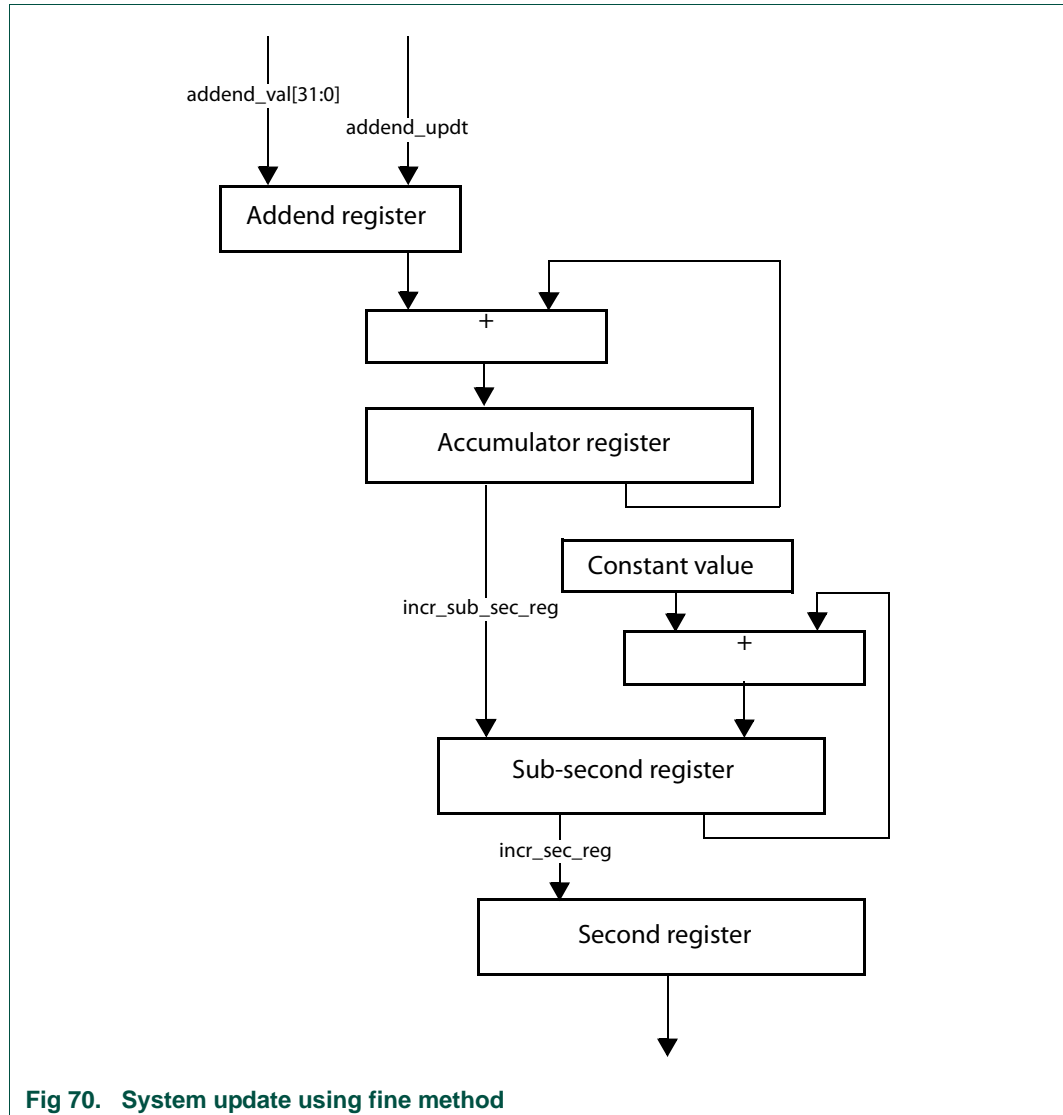 addend_val[31:0]
addend_updt
Addend register
+
Accumulator register
Constant value
incr_sub_sec_reg
+
Sub-second register
incr_sec_reg
Second register
Fig 70. System update using fine method